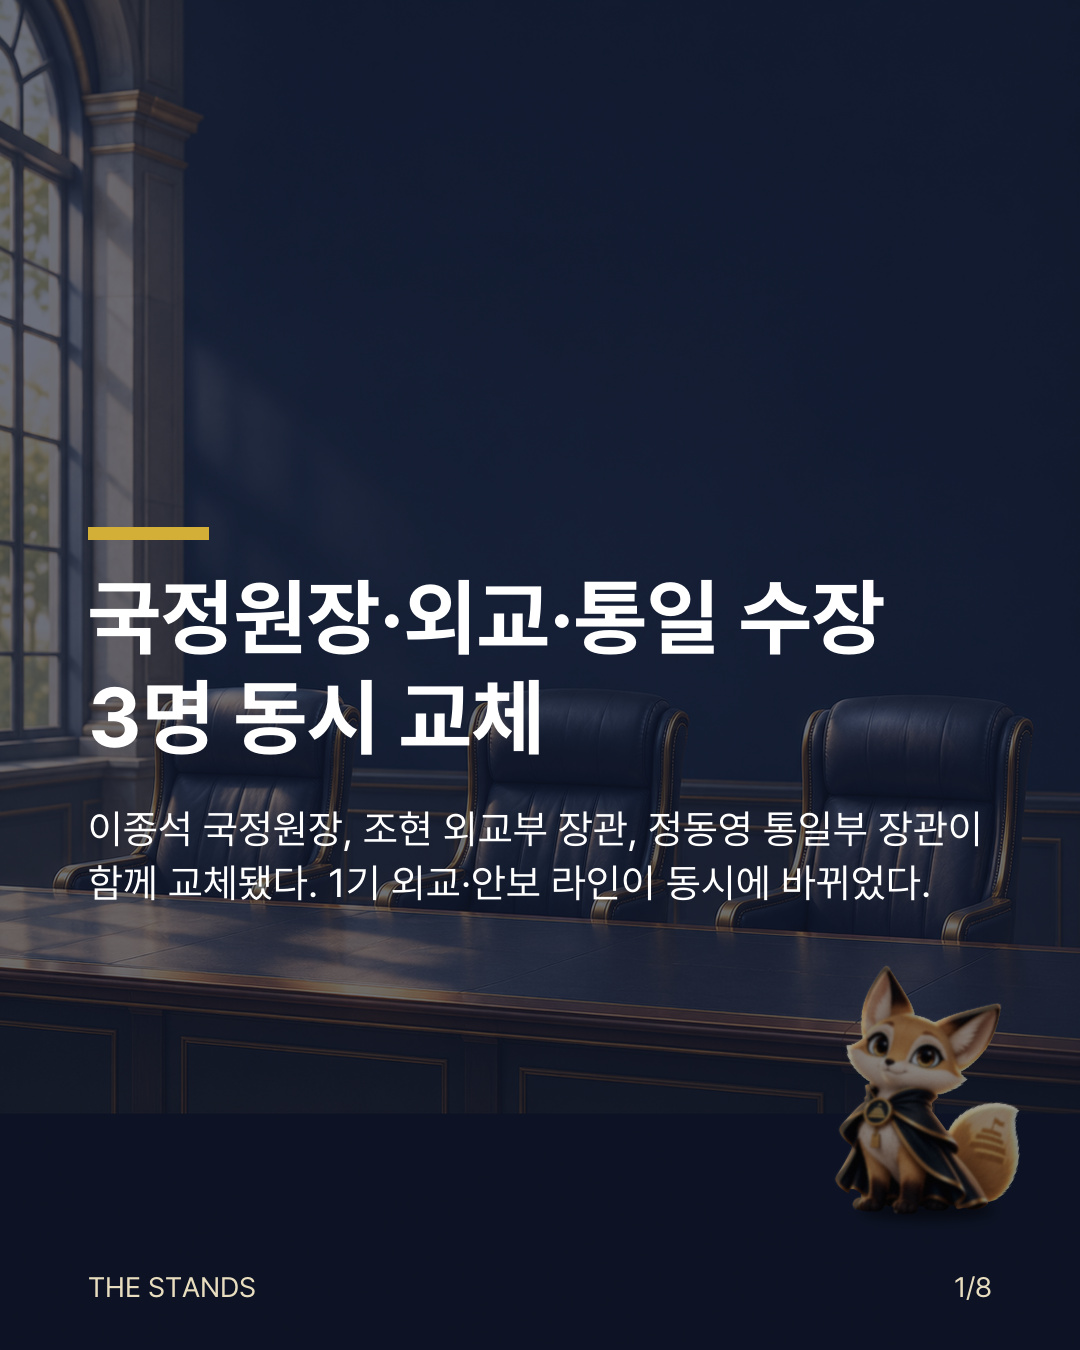 국정원장·외교·통일 수장
3명 동시 교체
이종석 국정원장, 조현 외교부 장관, 정동영 통일부 장관이
함께 교체됐다. 1기 외교·안보 라인이 동시에 바뀌었다.
THE STANDS
1/8